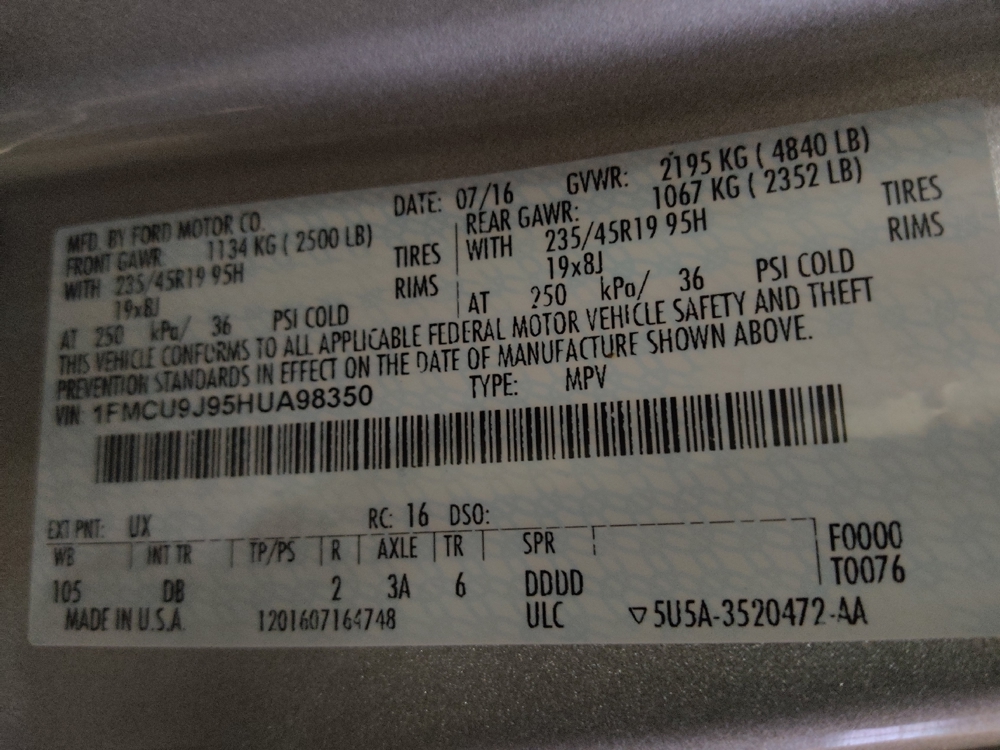 MFD. BY FORD MOTOR CO. DATE: 07/16 GVWR: 2195 KG ( 4840 LB)
FRONT GAWR: 1134 KG ( 2500 LB) REAR GAWR: 1067 KG ( 2352 LB)
WITH 235/45R19 95H TIRES WITH 235/45R19 95H TIRES
19x8J RIMS 19x8J RIMS
AT 250 kPa/ 36 PSI COLD AT 250 kPa/ 36 PSI COLD
THIS VEHICLE CONFORMS TO ALL APPLICABLE FEDERAL MOTOR VEHICLE SAFETY AND THEFT
PREVENTION STANDARDS IN EFFECT ON THE DATE OF MANUFACTURE SHOWN ABOVE.
VIN: 1FMCU9J95HUA98350 TYPE: MPV
EXT PNT: UX RC: 16 DSO:
WB INT TR TP/PS R AXLE TR SPR F0000
105 DB 2 3A 6 DDDD T0076
MADE IN U.S.A. 1201607164748 ULC ▽5U5A-3520472-AA